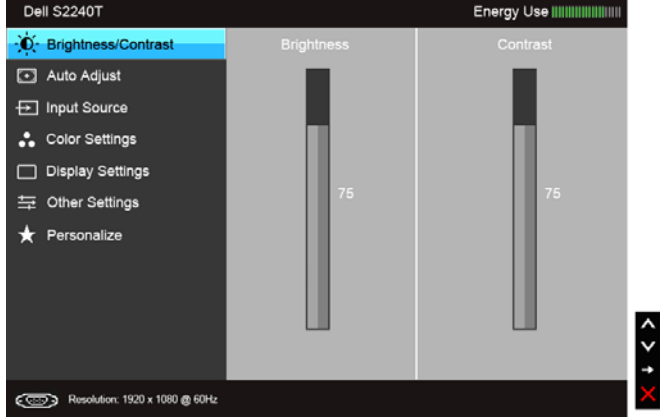 Dell S2240T
Energy Use
Brightness/Contrast
Brightness
Contrast
Auto Adjust
Input Source
Color Settings
Display Settings
75
75
Other Settings
Personalize
Resolution: 1920 x 1080 @ 60Hz